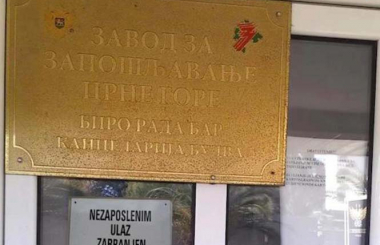 ЗАВОД ЗА
ЗАПОШЉАВАЊЕ
ЦРНЕ ГОРЕ
БИРО РАДА БАР
КАНЦЕЛАРИЈА БУДВА
NEZAPOSLENIM
ULAZ
ZABRANJEN